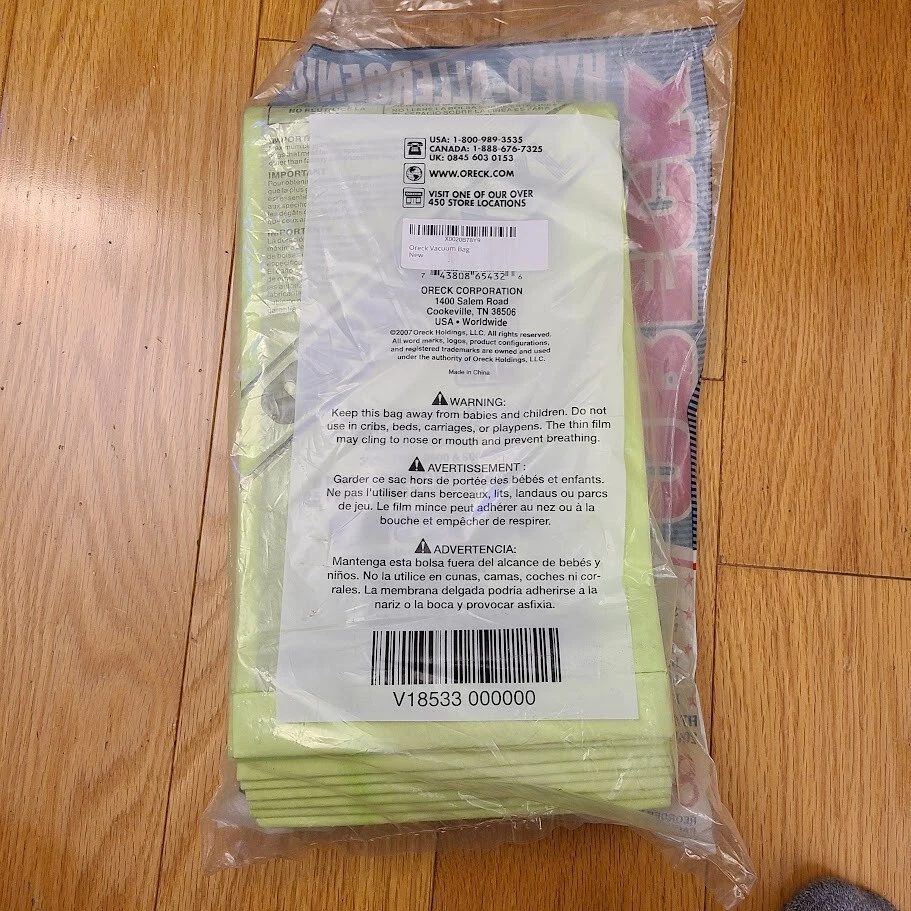 HYPO-ALLERGENIC
ORECK
IMPORTANT
USA: 1-800-989-3535
CANADA: 1-888-676-7325
UK: 0845 603 0153
WWW.ORECK.COM
VISIT ONE OF OUR OVER
450 STORE LOCATIONS
X0020B78Y9
Oreck Vacuum Bag
New
7 43808 65432 6
ORECK CORPORATION
1400 Salem Road
Cookeville, TN 38506
USA • Worldwide
©2007 Oreck Holdings, LLC. All rights reserved.
All word marks, logos, product configurations,
and registered trademarks are owned and used
under the authority of Oreck Holdings, LLC.
Made in China
WARNING:
Keep this bag away from babies and children. Do not
use in cribs, beds, carriages, or playpens. The thin film
may cling to nose or mouth and prevent breathing.
AVERTISSEMENT :
Garder ce sac hors de portée des bébés et enfants.
Ne pas l'utiliser dans berceaux, lits, landaus ou parcs
de jeu. Le film mince peut adhérer au nez ou à la
bouche et empêcher de respirer.
ADVERTENCIA:
Mantenga esta bolsa fuera del alcance de bebés y
niños. No la utilice en cunas, camas, coches ni cor-
rales. La membrana delgada podría adherirse a la
nariz o la boca y provocar asfixia.
V18533 000000